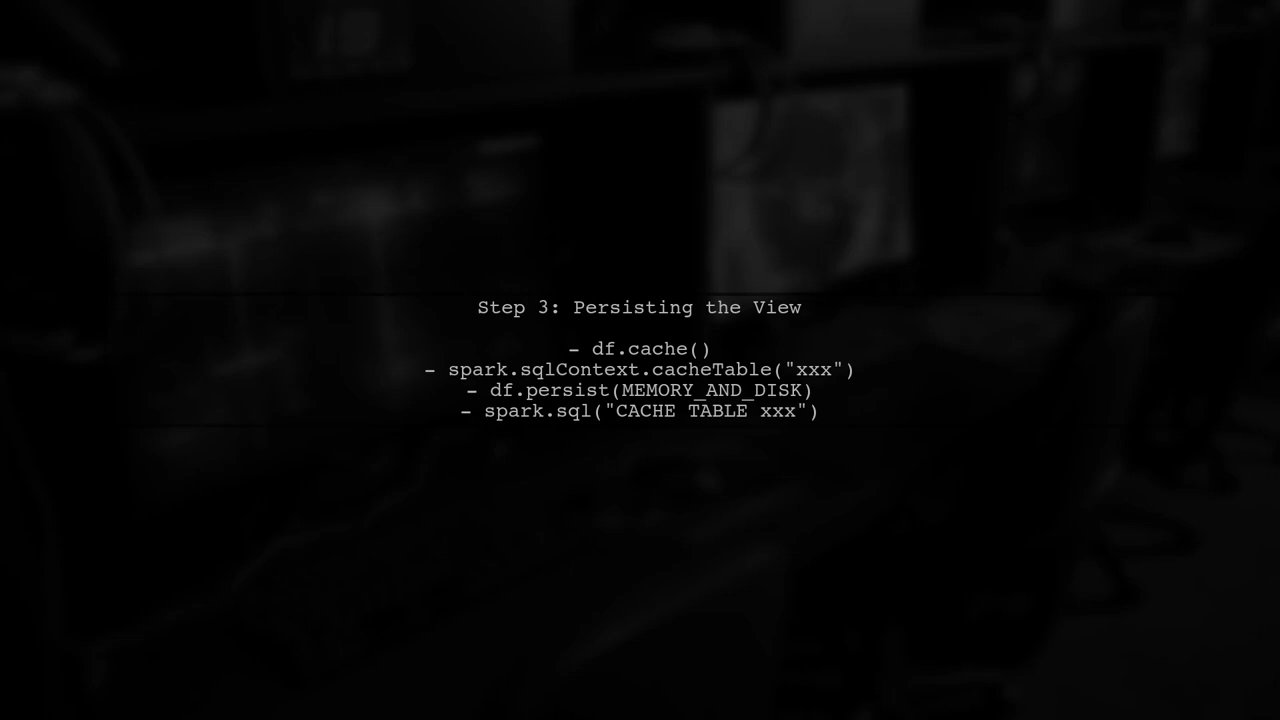 Step 3: Persisting the View
- df.cache()
- spark.sqlContext.cacheTable("xxx")
- df.persist(MEMORY_AND_DISK)
- spark.sql("CACHE TABLE xxx")